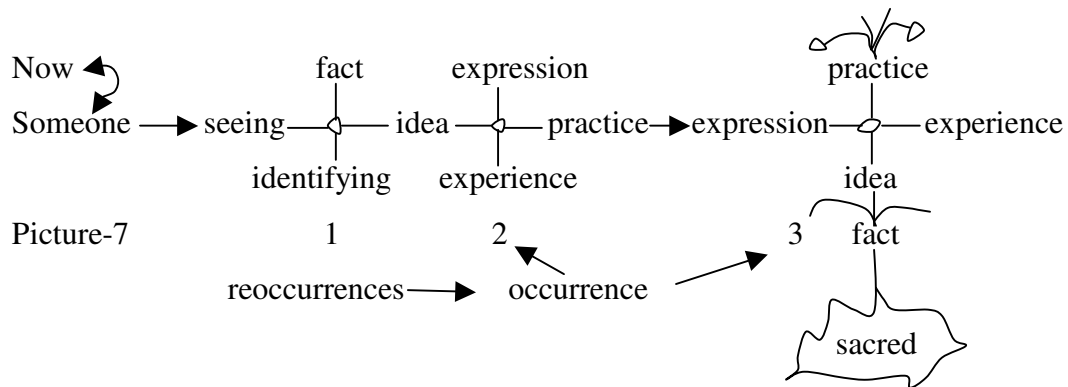 Now fact expression practice
Someone seeing idea practice expression experience
identifying experience idea
Picture-7 1 2 3 fact
reoccurrences occurrence
sacred